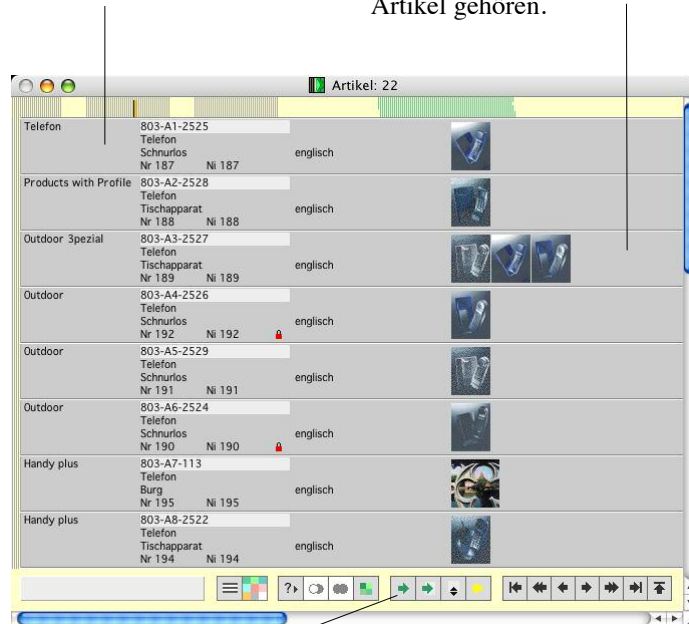 Artikel gehören.
Artikel: 22
Telefon
803-A1-2525
Telefon
Schnurlos englisch
Nr 187 Ni 187
Products with Profile
803-A2-2528
Telefon
Tischapparat englisch
Nr 188 Ni 188
Outdoor 3pezial
803-A3-2527
Telefon
Tischapparat englisch
Nr 189 Ni 189
Outdoor
803-A4-2526
Telefon
Schnurlos englisch
Nr 192 Ni 192
Outdoor
803-A5-2529
Telefon
Schnurlos englisch
Nr 191 Ni 191
Outdoor
803-A6-2524
Telefon
Schnurlos englisch
Nr 190 Ni 190
Handy plus
803-A7-113
Telefon
Burg englisch
Nr 195 Ni 195
Handy plus
803-A8-2522
Telefon
Tischapparat englisch
Nr 194 Ni 194
?